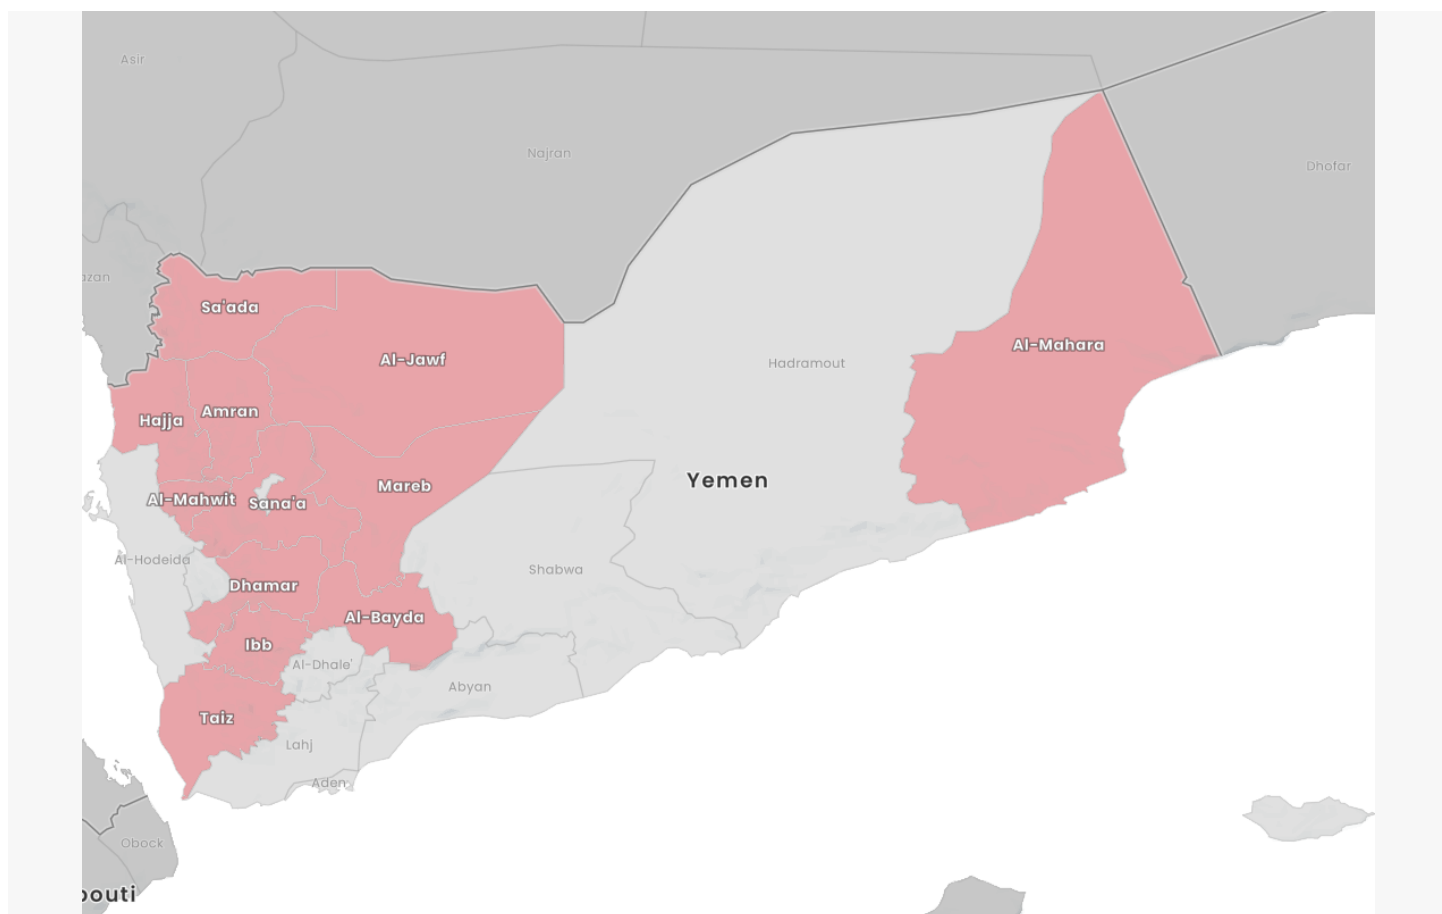 Asir
Najran
Dhofar
azan
Sa'ada
Al-Jawf
Al-Mahara
Hadramout
Hajja
Amran
Yemen
Mareb
Al-Mahwit
Sana'a
Al-Hodeida
Shabwa
Dhamar
Al-Bayda
Ibb
Al-Dhale'
Abyan
Taiz
Lahj
Aden
Obock
bouti